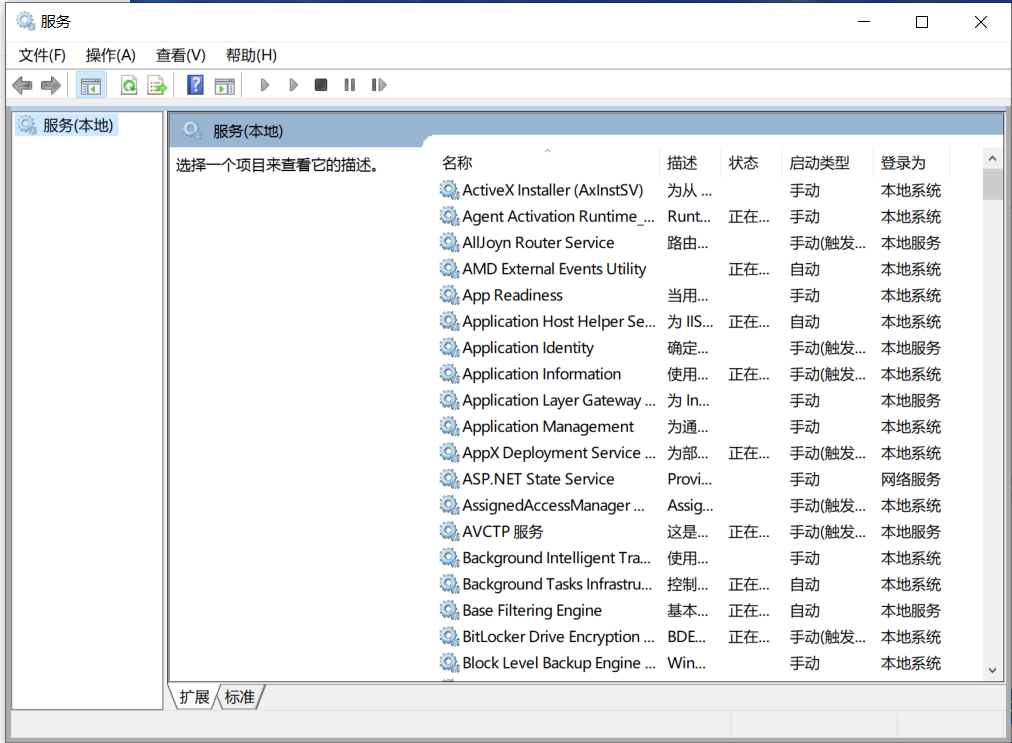 服务
文件(F) 操作(A) 查看(V) 帮助(H)
服务(本地)
服务(本地)
选择一个项目来查看它的描述。
名称 描述 状态 启动类型 登录为
ActiveX Installer (AxInstSV) 为从 ... 手动 本地系统
Agent Activation Runtime_... Runt... 正在... 手动 本地系统
AllJoyn Router Service 路由... 手动(触发... 本地服务
AMD External Events Utility 正在... 自动 本地系统
App Readiness 当用... 手动 本地系统
Application Host Helper Se... 为 IIS... 正在... 自动 本地系统
Application Identity 确定... 手动(触发... 本地服务
Application Information 使用... 正在... 手动(触发... 本地系统
Application Layer Gateway ... 为 In... 手动 本地服务
Application Management 为通... 手动 本地系统
AppX Deployment Service ... 为部... 正在... 手动(触发... 本地系统
ASP.NET State Service Provi... 手动 网络服务
AssignedAccessManager ... Assig... 手动(触发... 本地系统
AVCTP 服务 这是... 正在... 手动(触发... 本地服务
Background Intelligent Tra... 使用... 手动 本地系统
Background Tasks Infrastru... 控制... 正在... 自动 本地系统
Base Filtering Engine 基本... 正在... 自动 本地服务
BitLocker Drive Encryption ... BDE... 正在... 手动(触发... 本地系统
Block Level Backup Engine ... Win... 手动 本地系统
扩展 标准